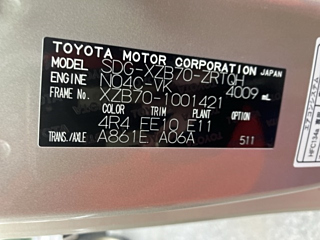 TOYOTA MOTOR CORPORATION JAPAN
MODEL SDG-XZB70-ZRTQH
ENGINE N04C-VK 4009 mL
FRAME No. XZB70-1001421
COLOR TRIM PLANT OPTION
4R4 FE10 E11
TRANS./AXLE A861E A06A 511
HFC134a